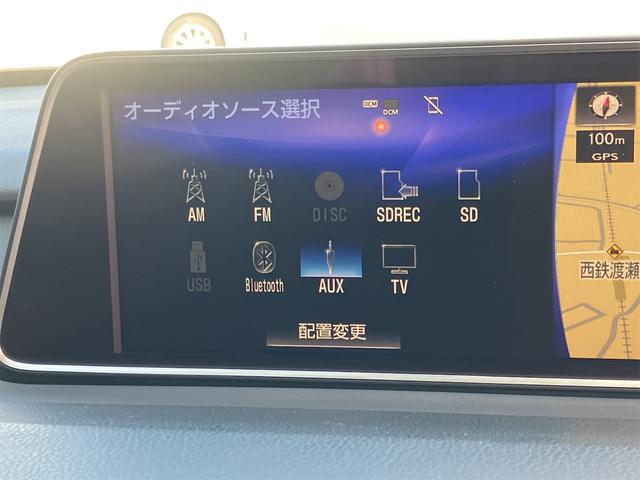 オーディオソース選択
DCM
DCM
100m
GPS
AM
FM
DISC
SDREC
SD
USB
Bluetooth
AUX
TV
西鉄渡瀬
配置変更